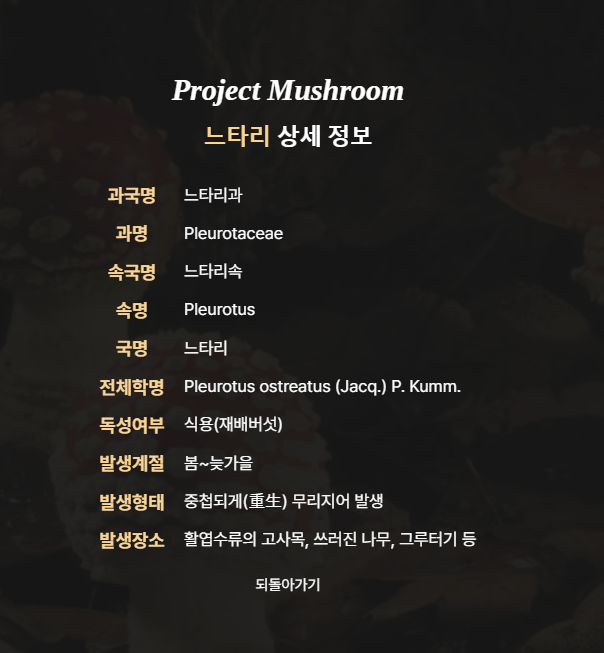 Project Mushroom
느타리 상세 정보
과국명 느타리과
과명 Pleurotaceae
속국명 느타리속
속명 Pleurotus
국명 느타리
전체학명 Pleurotus ostreatus (Jacq.) P. Kumm.
독성여부 식용(재배버섯)
발생계절 봄~늦가을
발생형태 중첩되게(重生) 무리지어 발생
발생장소 활엽수류의 고사목, 쓰러진 나무, 그루터기 등
되돌아가기